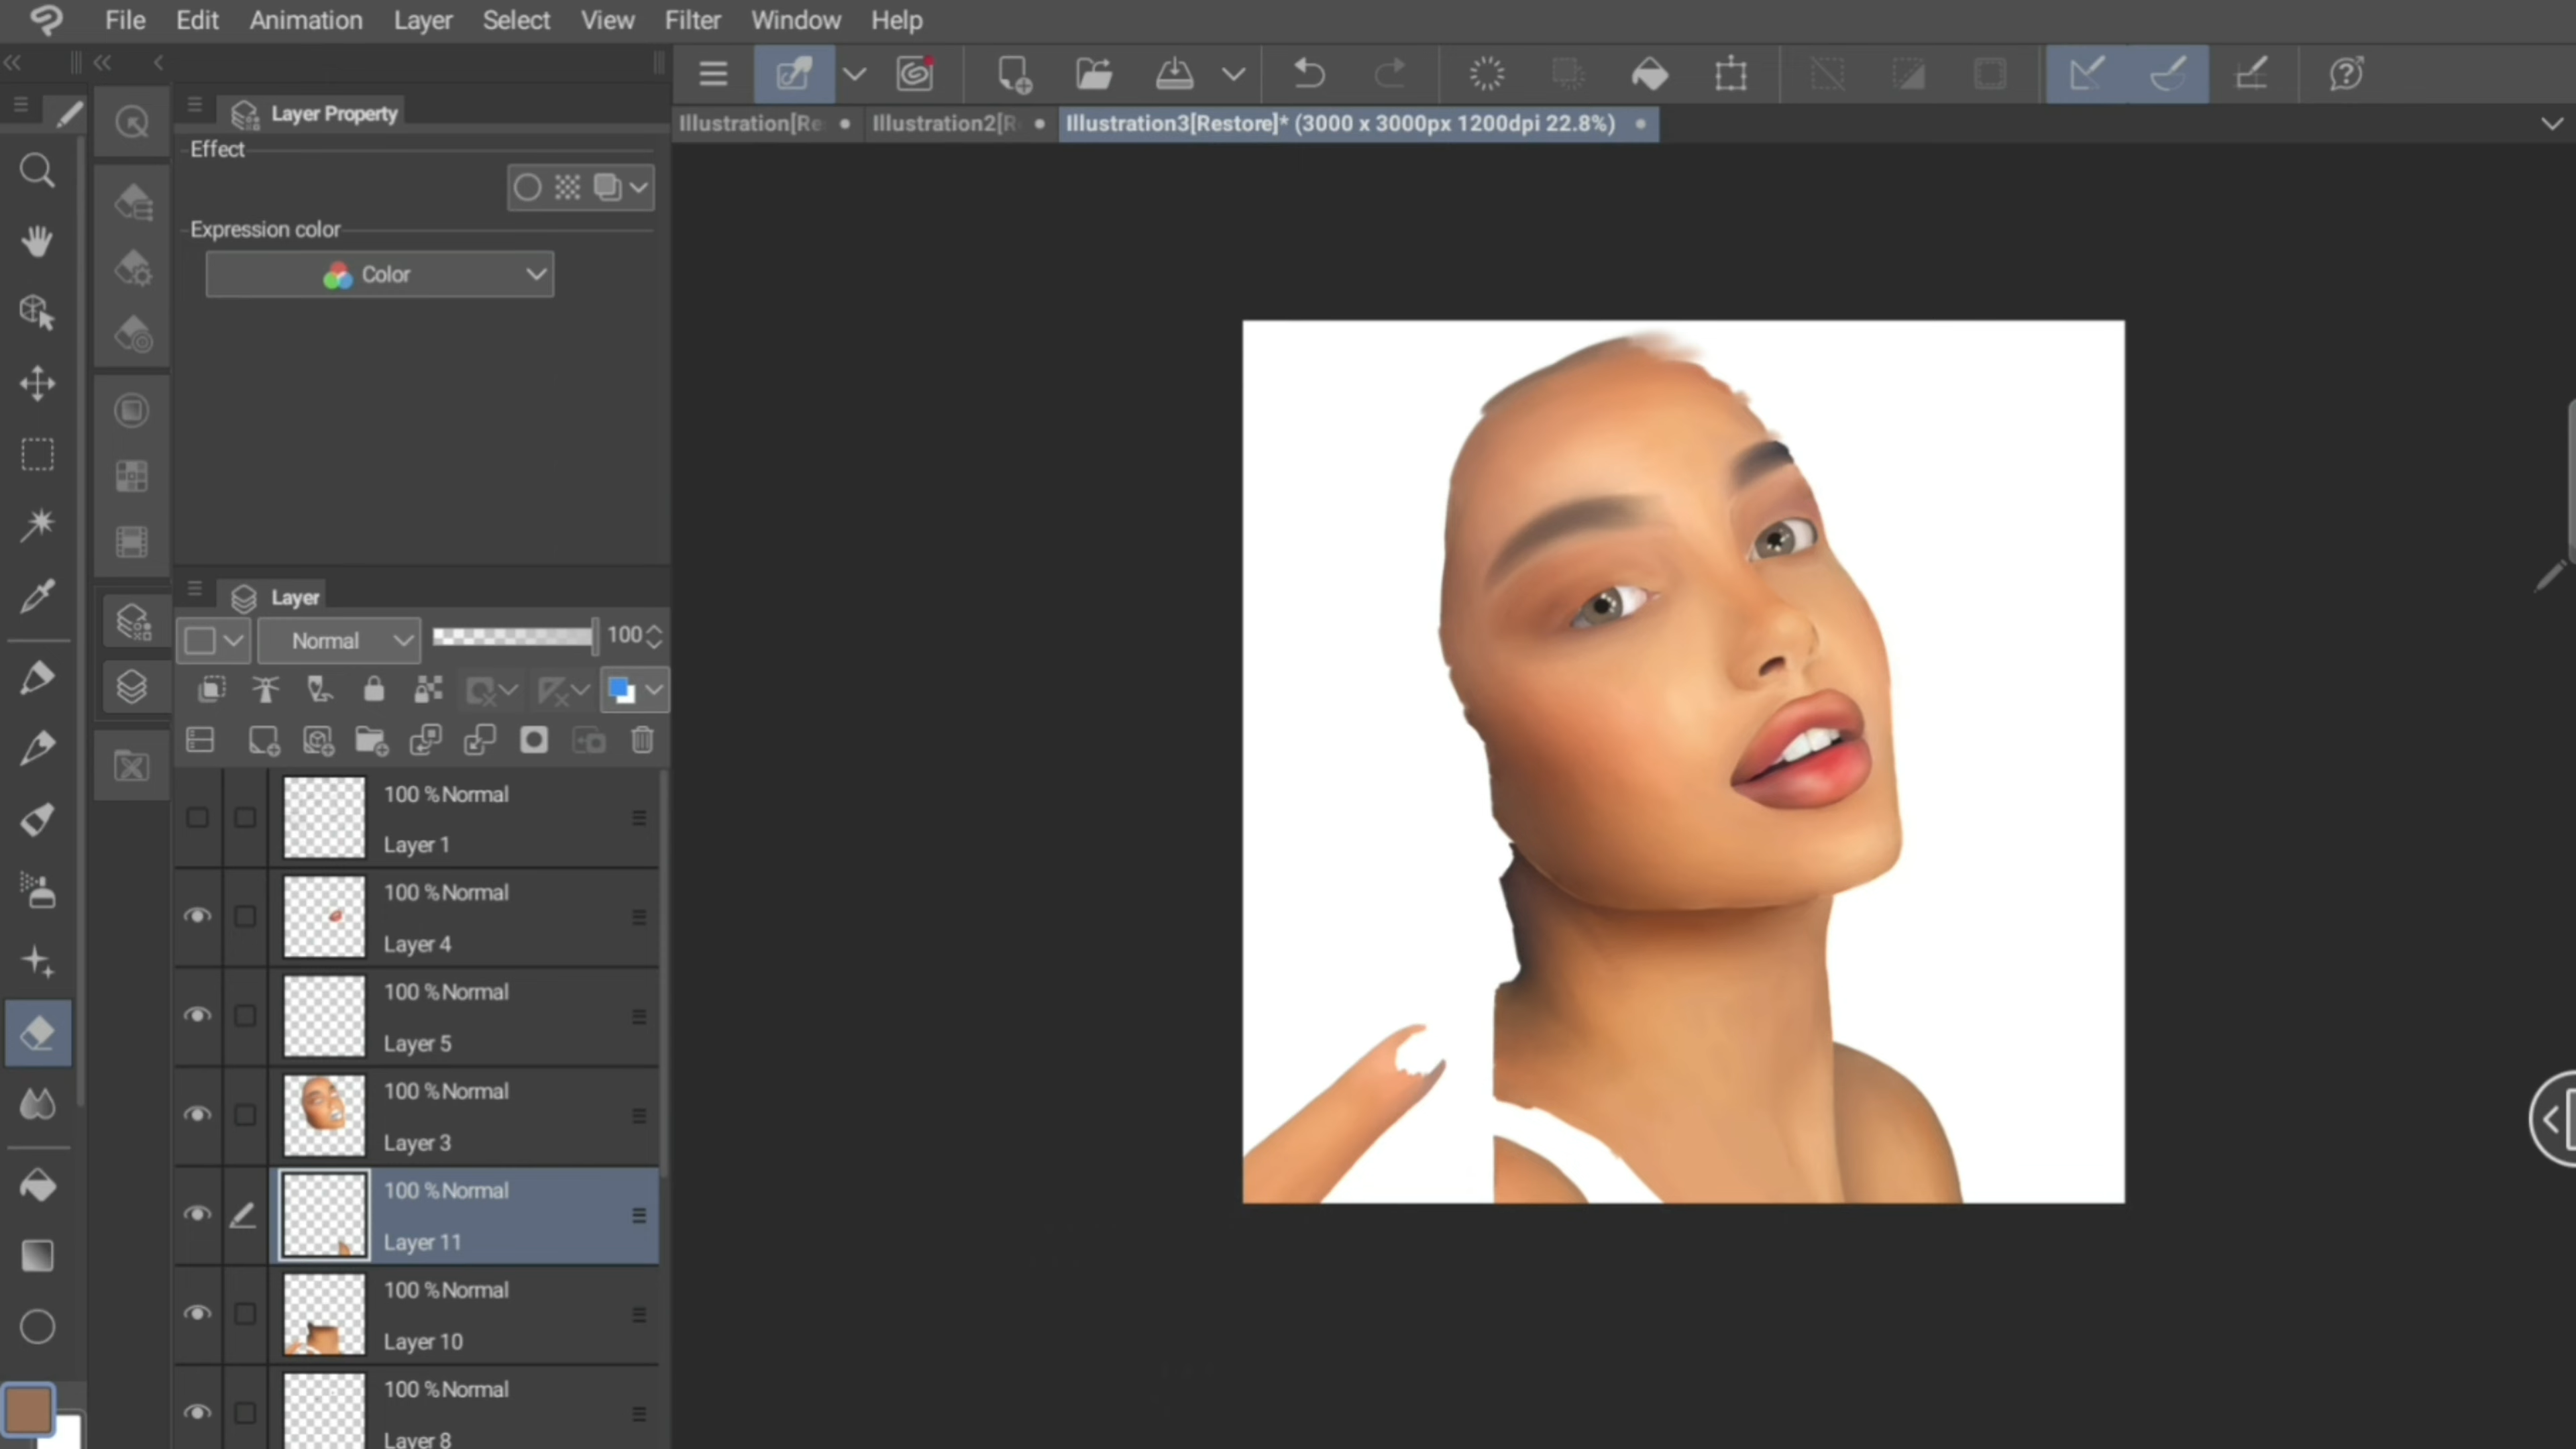 File Edit Animation Layer Select View Filter Window Help
Illustration[Re Illustration2[R Illustration3[Restore]* (3000 x 3000px 1200dpi 22.8%)
Layer Property
Effect
Expression color
Color
Layer
Normal 100
100 %Normal
Layer 1
100 %Normal
Layer 4
100 %Normal
Layer 5
100 %Normal
Layer 3
100 %Normal
Layer 11
100 %Normal
Layer 10
100 %Normal
Layer 8